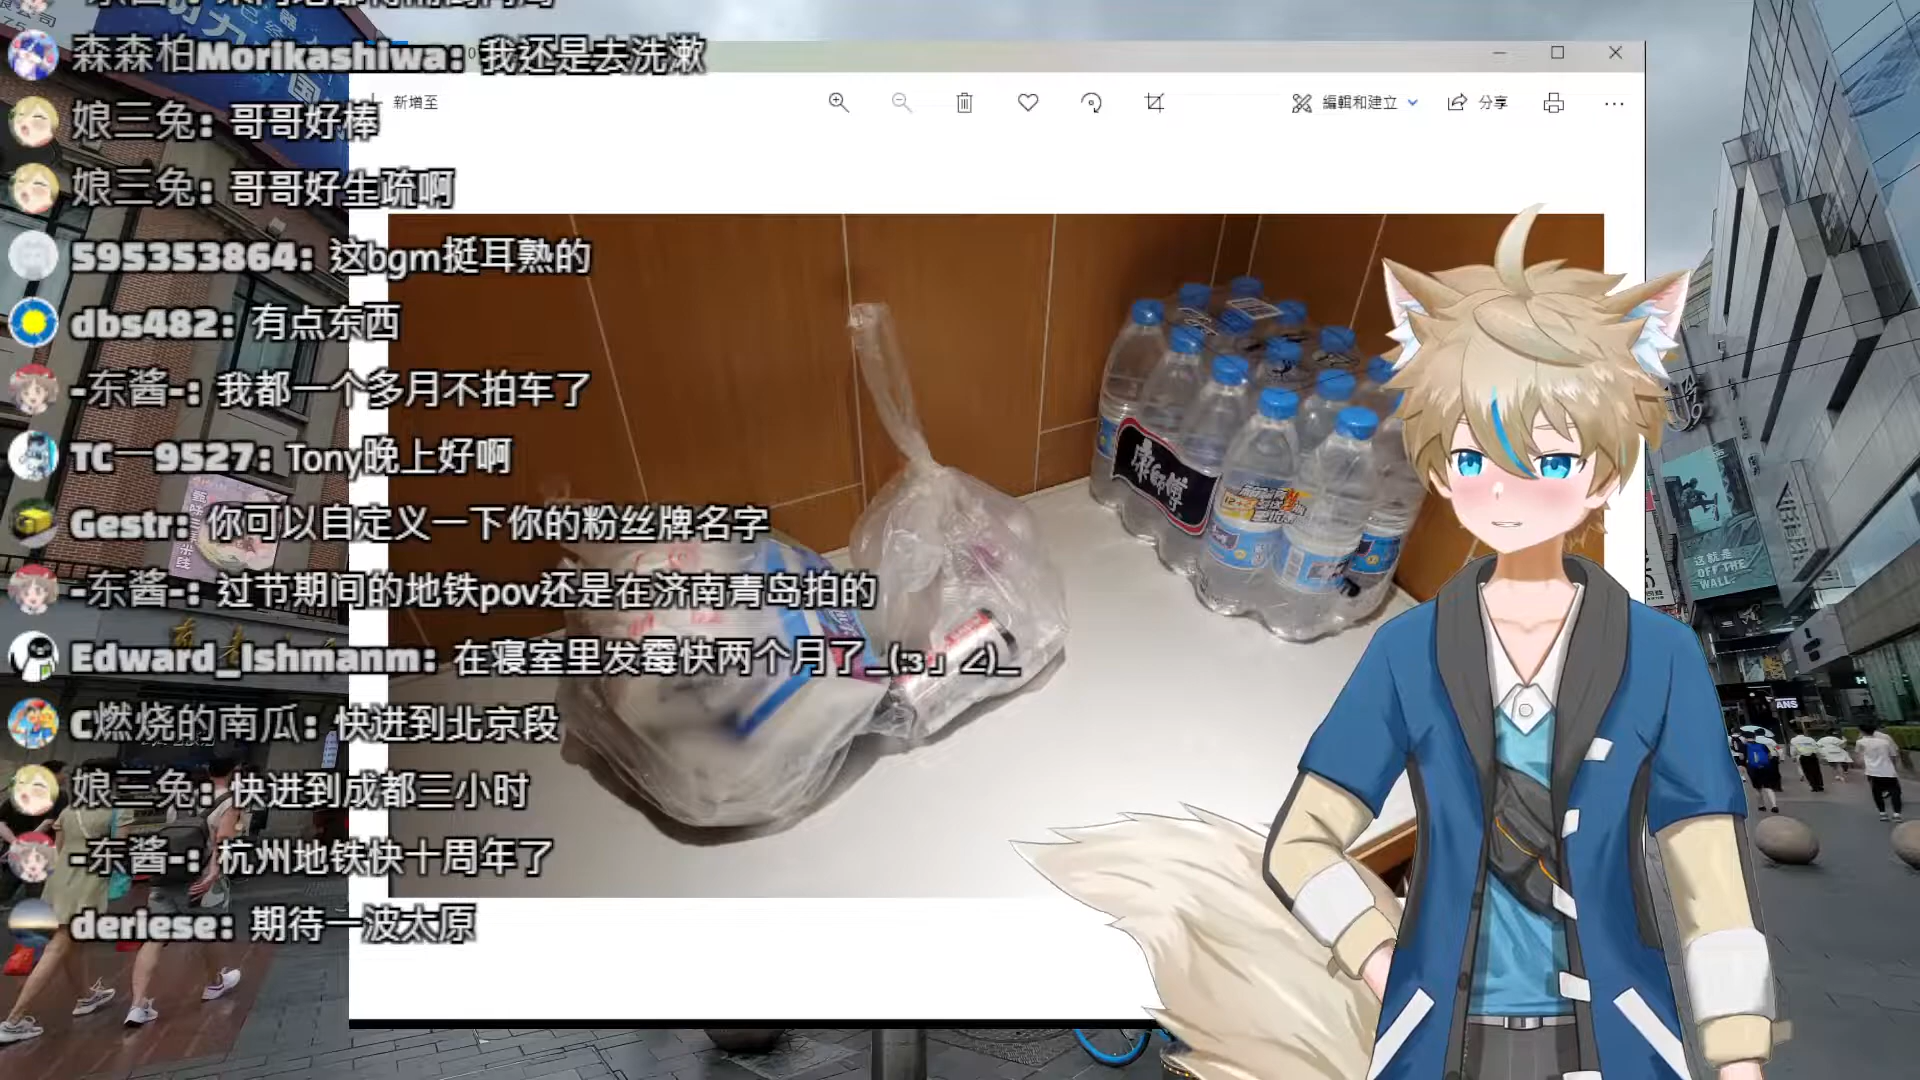 森森柏Morikashiwa: 我还是去洗漱
新增至
編輯和建立
分享
娘三兔: 哥哥好棒
娘三兔: 哥哥好生疏啊
595353864: 这bgm挺耳熟的
dbs482: 有点东西
-东酱-: 我都一个多月不拍车了
TC一9527: Tony晚上好啊
Gestr: 你可以自定义一下你的粉丝牌名字
-东酱-: 过节期间的地铁pov还是在济南青岛拍的
Edward_Ishmanm: 在寝室里发霉快两个月了_(:з」∠)_
C燃烧的南瓜: 快进到北京段
娘三兔: 快进到成都三小时
-东酱-: 杭州地铁快十周年了
deriese: 期待一波太原
康师傅
这就是
OFF THE
WALL
ANS